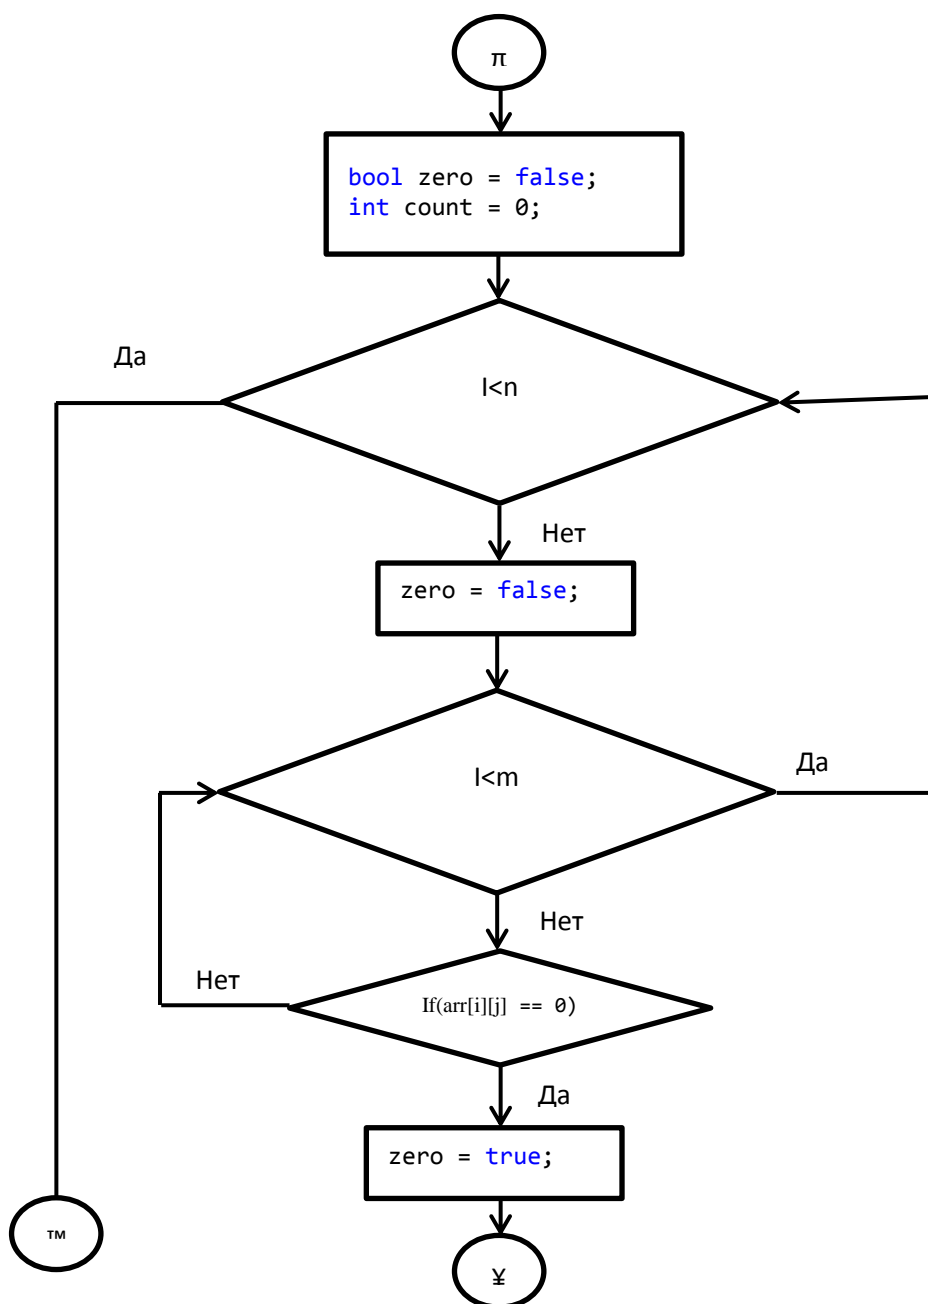 π
bool zero = false;
int count = 0;
Да
I<n
Нет
zero = false;
I<m
Да
Нет
Нет
If(arr[i][j] == 0)
Да
zero = true;
™
¥